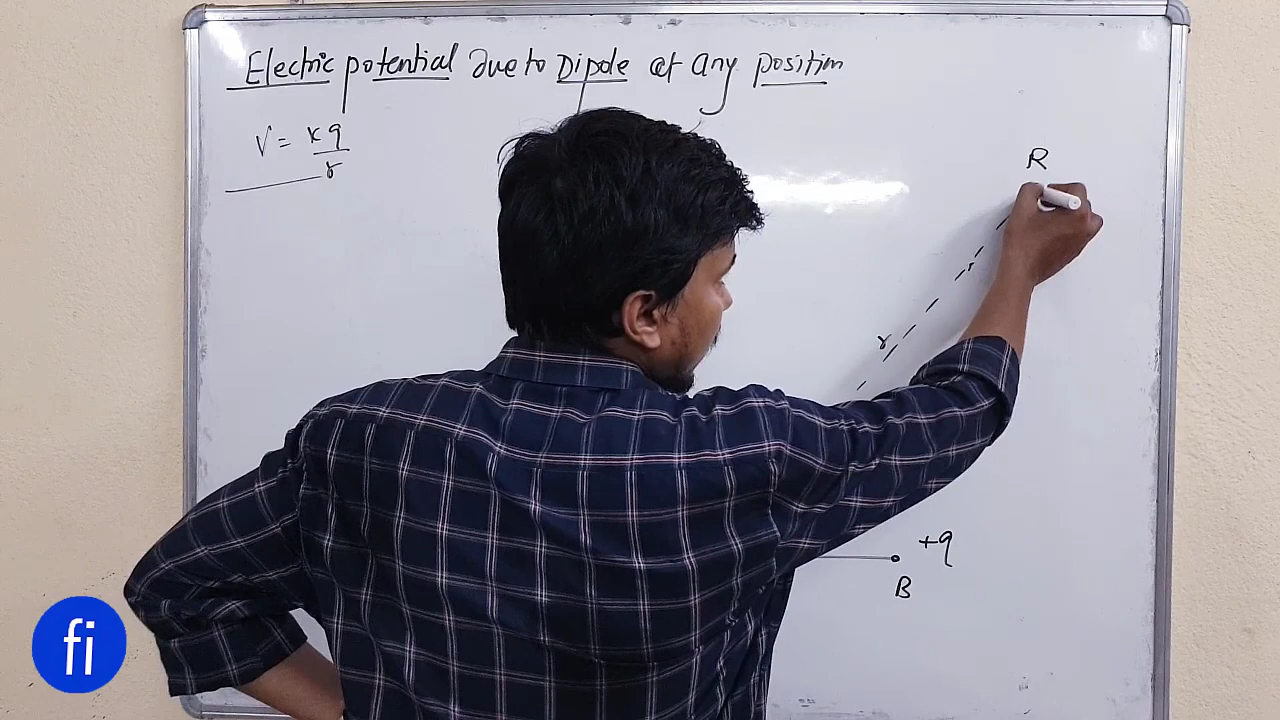 Electric potential due to Dipole at any position
V = kq/r
R
r
+q
B
fi